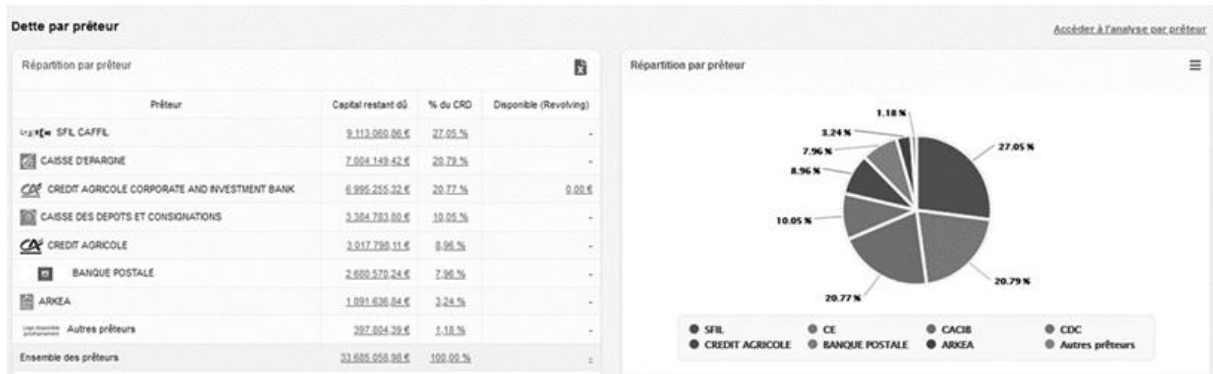 Dette par prêteur
Accéder à l'analyse par prêteur
Répartition par prêteur
Prêteur Capital restant dû % du CRD Disponible (Revolving)
SFIL CAFFIL 9 113 060,86 € 27,05 % -
CAISSE D'EPARGNE 7 004 149,42 € 20,79 % -
CREDIT AGRICOLE CORPORATE AND INVESTMENT BANK 6 995 255,32 € 20,77 % 0,00 €
CAISSE DES DEPOTS ET CONSIGNATIONS 3 384 783,80 € 10,05 % -
CREDIT AGRICOLE 3 017 798,11 € 8,96 % -
BANQUE POSTALE 2 680 570,24 € 7,96 % -
ARKEA 1 091 636,84 € 3,24 % -
Autres prêteurs 397 804,39 € 1,18 % -
Ensemble des prêteurs 33 685 058,98 € 100,00 % -
Répartition par prêteur
1.18 %
3.24 %
7.96 %
8.96 %
10.05 %
20.77 %
20.79 %
27.05 %
SFIL CE CACIB CDC
CREDIT AGRICOLE BANQUE POSTALE ARKEA Autres prêteurs